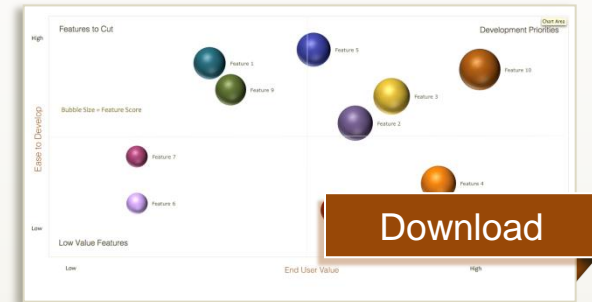 Chart Area
Features to Cut
Development Priorities
High
Feature 5
Feature 1
Feature 10
Feature 9
Feature 3
Bubble Size = Feature Score
Feature 2
Ease to Develop
Feature 7
Feature 4
Feature 6
Download
Low
Low Value Features
Low
End User Value
High